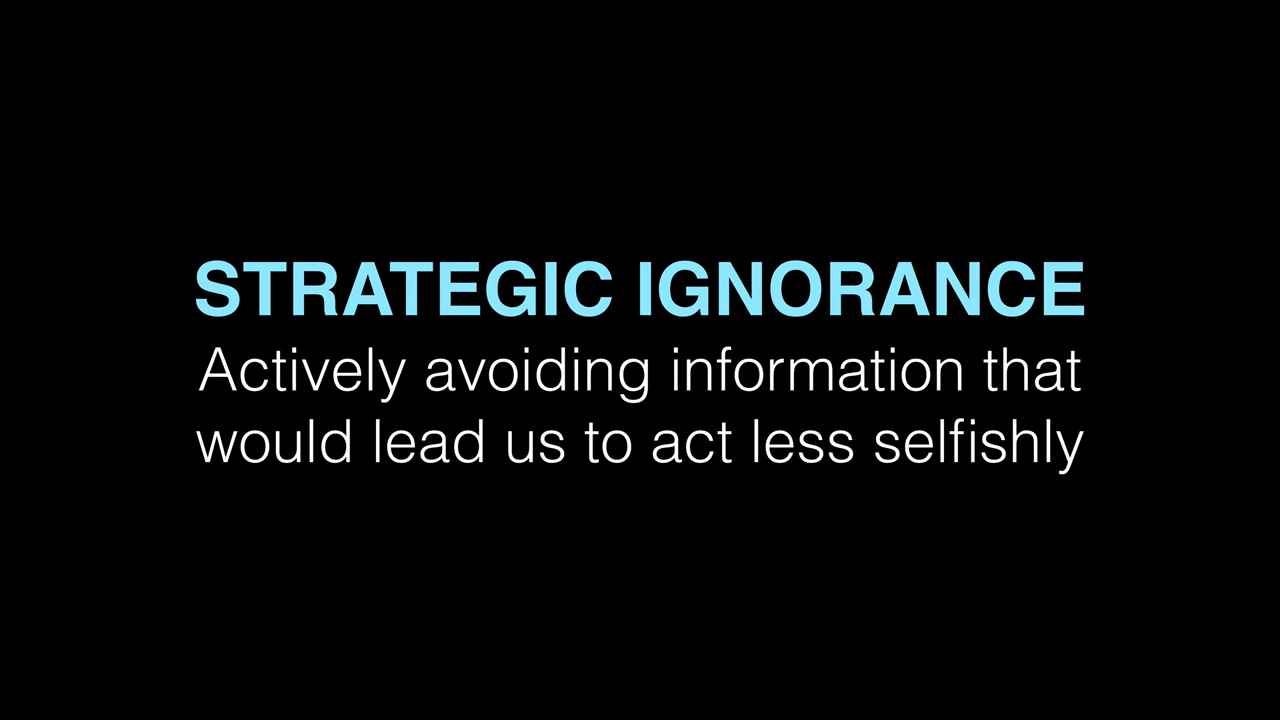 STRATEGIC IGNORANCE
Actively avoiding information that
would lead us to act less selfishly